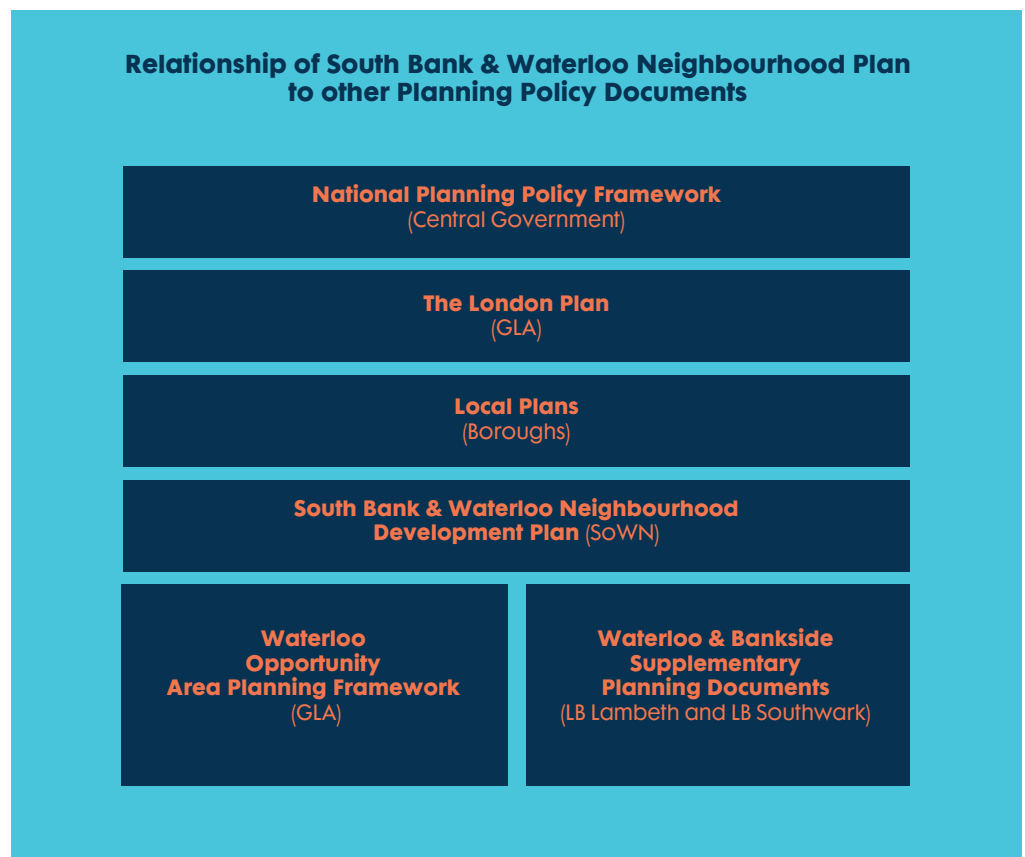 Relationship of South Bank & Waterloo Neighbourhood Plan
to other Planning Policy Documents
National Planning Policy Framework
(Central Government)
The London Plan
(GLA)
Local Plans
(Boroughs)
South Bank & Waterloo Neighbourhood
Development Plan (SoWN)
Waterloo
Opportunity
Area Planning Framework
(GLA)
Waterloo & Bankside
Supplementary
Planning Documents
(LB Lambeth and LB Southwark)